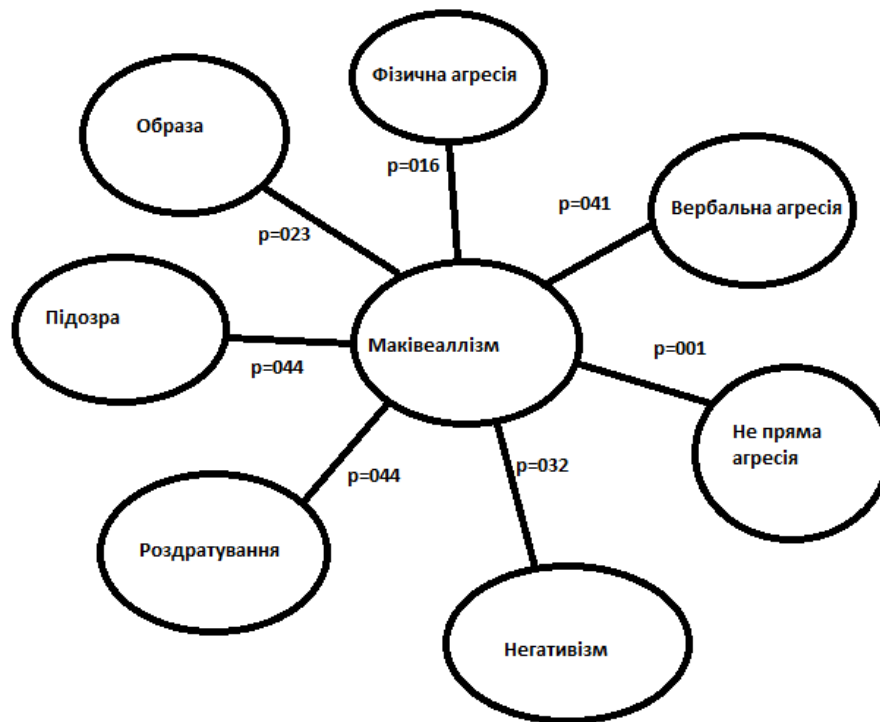 Фізична агресія
Образа
p=016
p=041
Вербальна агресія
p=023
Підозра
Маківеаллізм
p=044
p=001
Не пряма
агресія
p=044
p=032
Роздратування
Негативізм